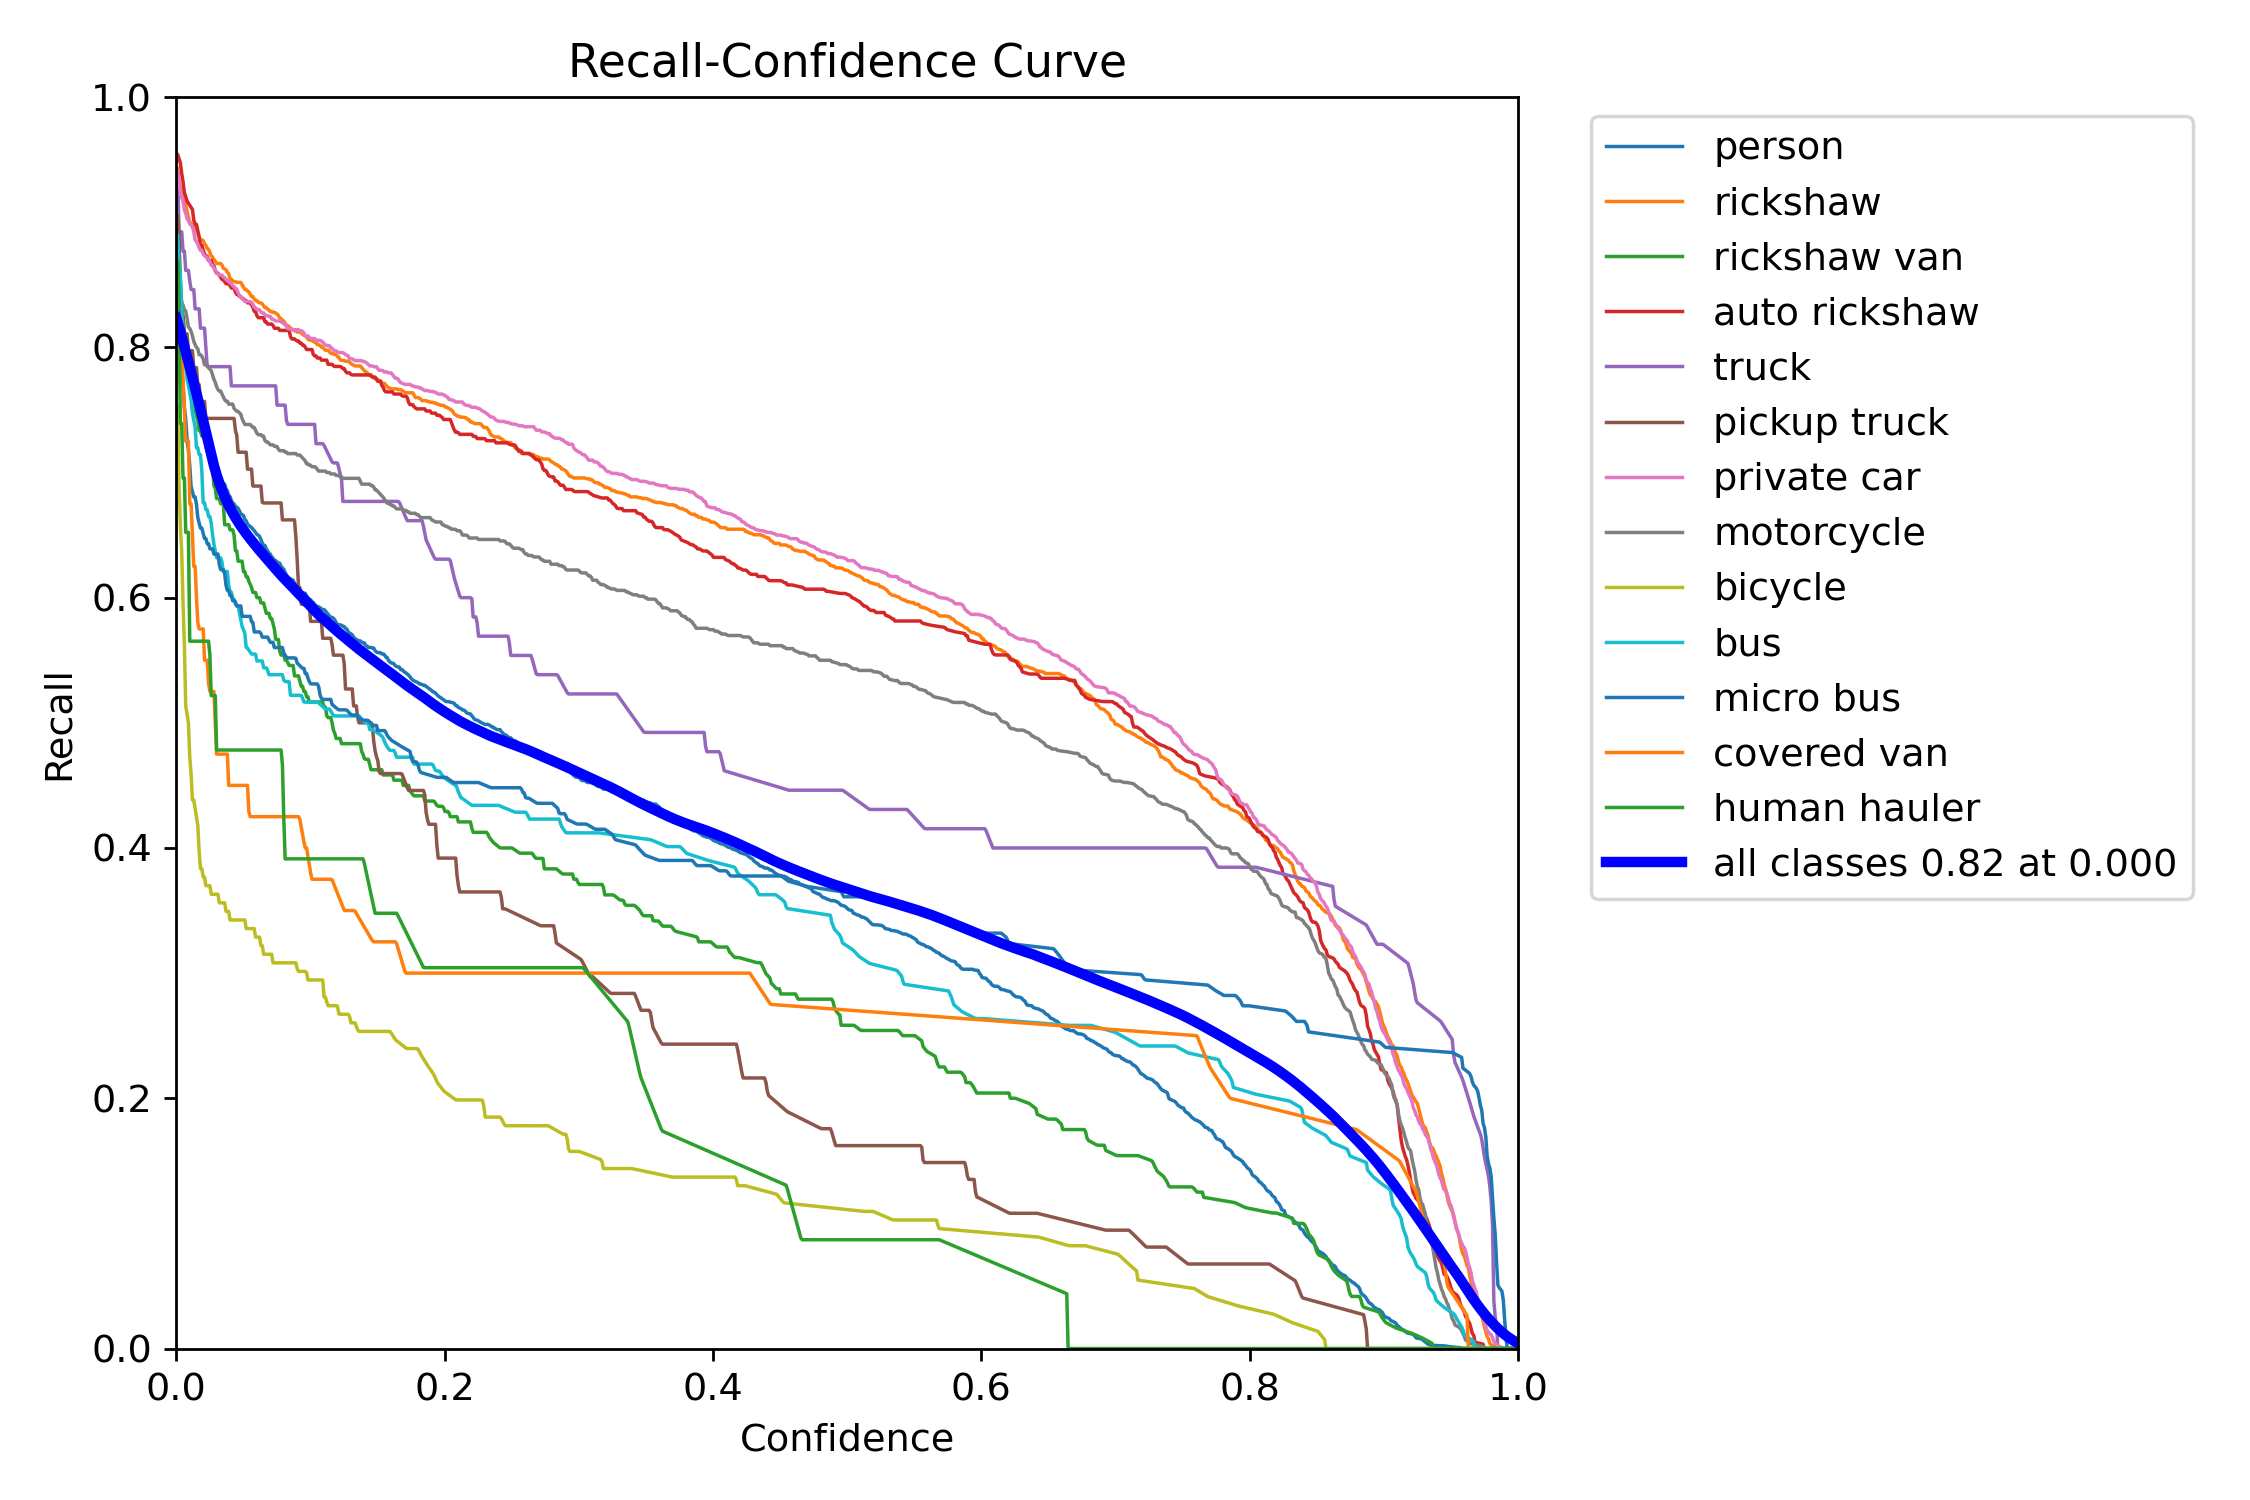 Recall-Confidence Curve
1.0
0.8
0.6
0.4
0.2
0.0
Recall
0.0 0.2 0.4 0.6 0.8 1.0
Confidence
person
rickshaw
rickshaw van
auto rickshaw
truck
pickup truck
private car
motorcycle
bicycle
bus
micro bus
covered van
human hauler
all classes 0.82 at 0.000